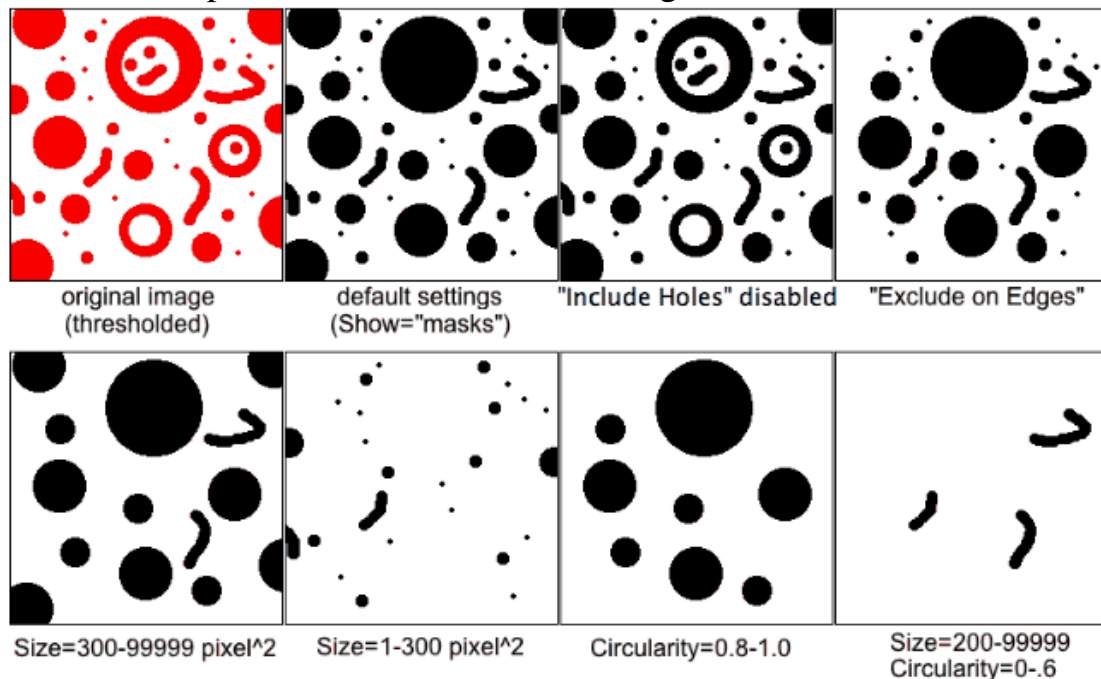 original image
(thresholded)
default settings
(Show="masks")
"Include Holes" disabled
"Exclude on Edges"
Size=300-99999 pixel^2
Size=1-300 pixel^2
Circularity=0.8-1.0
Size=200-99999
Circularity=0-.6